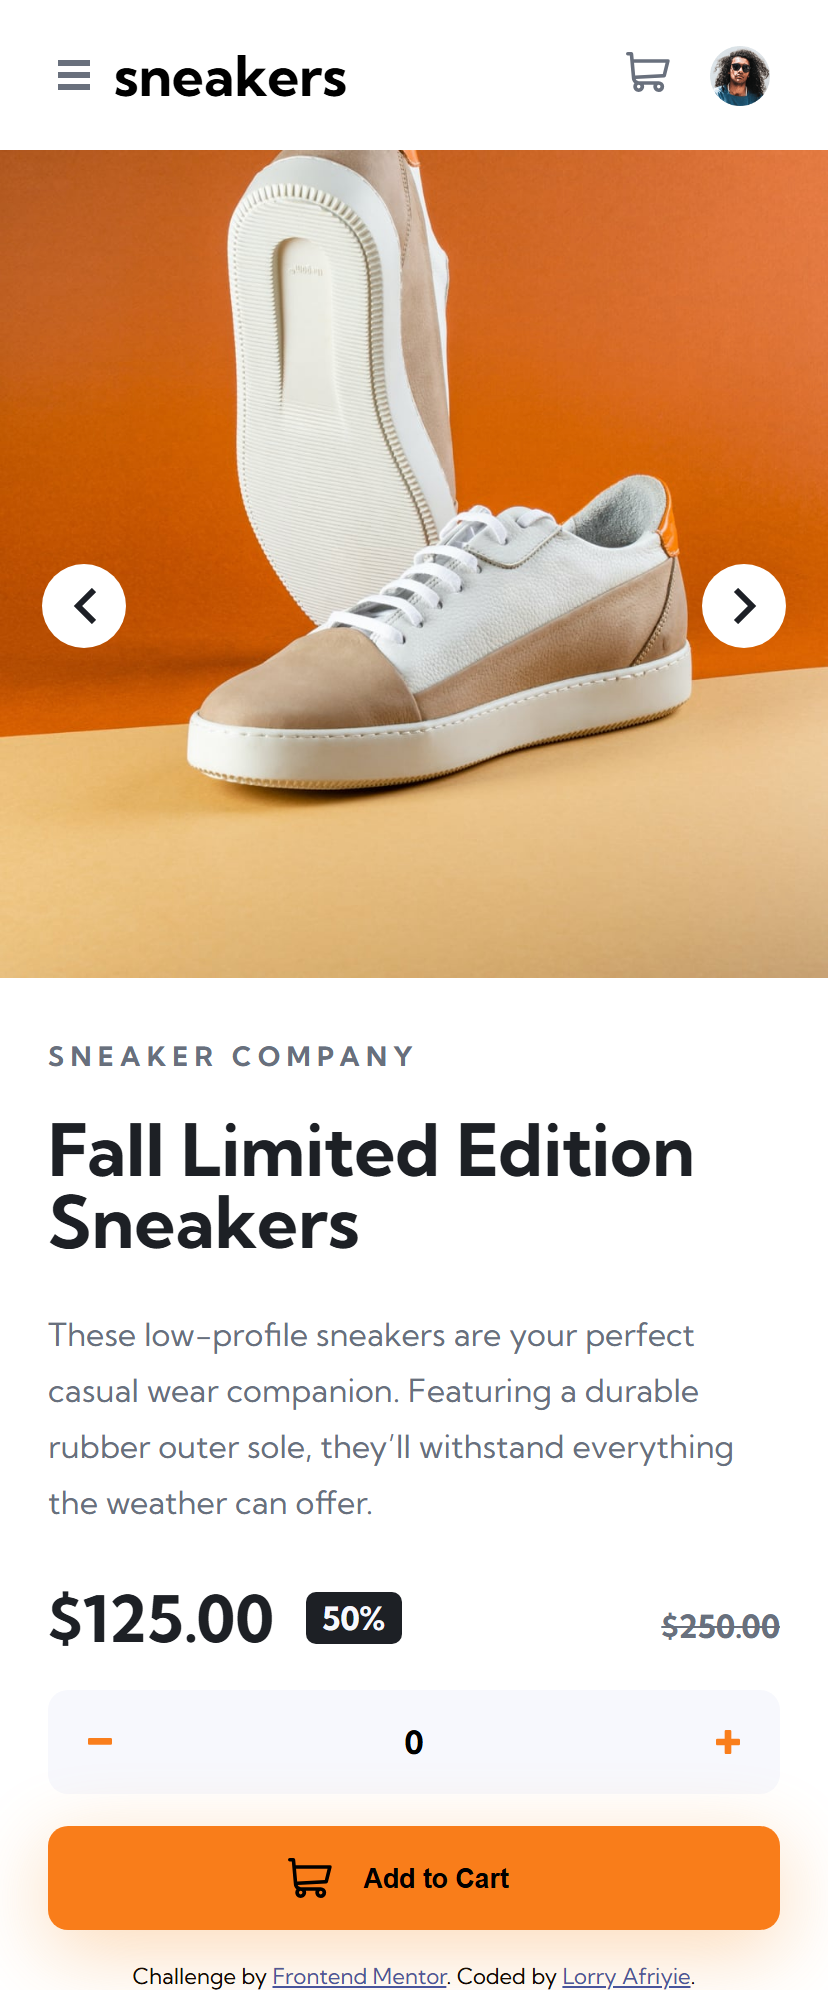 sneakers
SNEAKER COMPANY
Fall Limited Edition
Sneakers
These low-profile sneakers are your perfect
casual wear companion. Featuring a durable
rubber outer sole, they’ll withstand everything
the weather can offer.
$125.00 50% $250.00
0
Add to Cart
Challenge by Frontend Mentor. Coded by Lorry Afriyie.